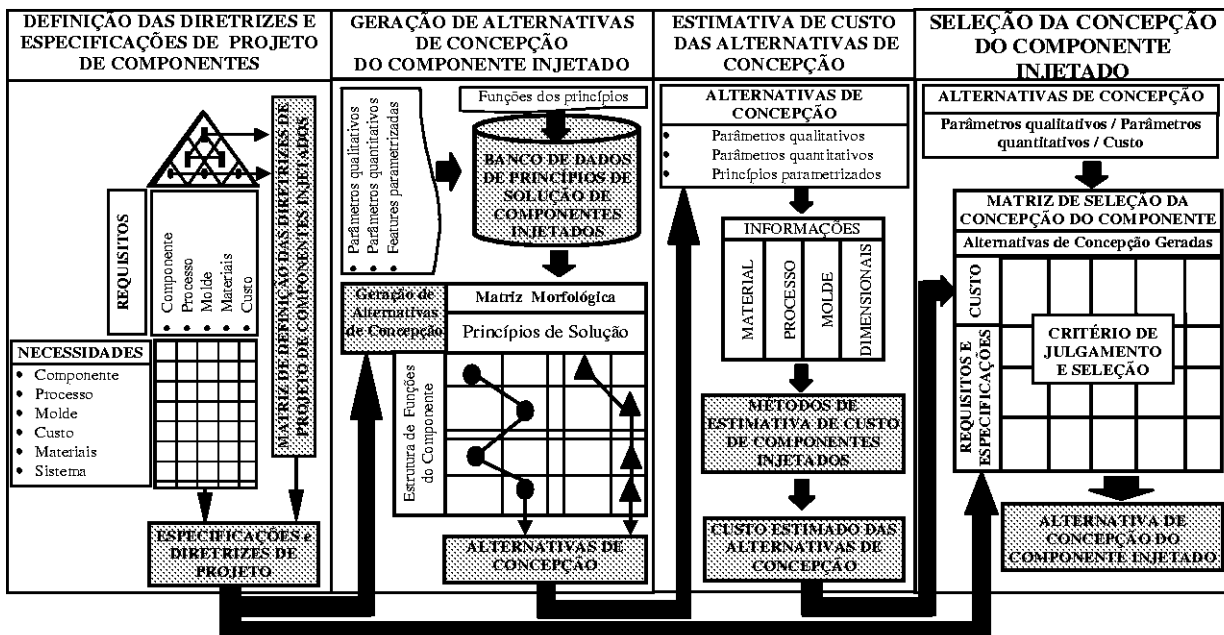 DEFINIÇÃO DAS DIRETRIZES E
ESPECIFICAÇÕES DE PROJETO
DE COMPONENTES
REQUISITOS
Componente
Processo
Molde
Materiais
Custo
MATRIZ DE DEFINIÇÃO DAS DIRETRIZES DE
PROJETO DE COMPONENTES INJETADOS
NECESSIDADES
Componente
Processo
Molde
Custo
Materiais
Sistema
ESPECIFICAÇÕES e
DIRETRIZES DE
PROJETO
GERAÇÃO DE ALTERNATIVAS
DE CONCEPÇÃO
DO COMPONENTE INJETADO
Parâmetros qualitativos
Parâmetros quantitativos
Features parametrizadas
Funções dos princípios
BANCO DE DADOS
DE PRINCÍPIOS DE
SOLUÇÃO DE
COMPONENTES
INJETADOS
Geração de
Alternativas
de Concepção
Matriz Morfológica
Princípios de Solução
Estrutura de Funções
do Componente
ALTERNATIVAS DE
CONCEPÇÃO
ESTIMATIVA DE CUSTO
DAS ALTERNATIVAS DE
CONCEPÇÃO
ALTERNATIVAS DE
CONCEPÇÃO
Parâmetros qualitativos
Parâmetros quantitativos
Princípios parametrizados
INFORMAÇÕES
MATERIAL
PROCESSO
MOLDE
DIMENSIONAIS
MÉTODOS DE
ESTIMATIVA DE CUSTO
DE COMPONENTES
INJETADOS
CUSTO ESTIMADO DAS
ALTERNATIVAS DE
CONCEPÇÃO
SELEÇÃO DA CONCEPÇÃO
DO COMPONENTE
INJETADO
ALTERNATIVAS DE CONCEPÇÃO
Parâmetros qualitativos / Parâmetros
quantitativos / Custo
MATRIZ DE SELEÇÃO DA
CONCEPÇÃO DO COMPONENTE
Alternativas de Concepção Geradas
CUSTO
REQUISITOS E
ESPECIFICAÇÕES
CRITÉRIO DE
JULGAMENTO
E SELEÇÃO
ALTERNATIVA DE
CONCEPÇÃO DO
COMPONENTE INJETADO